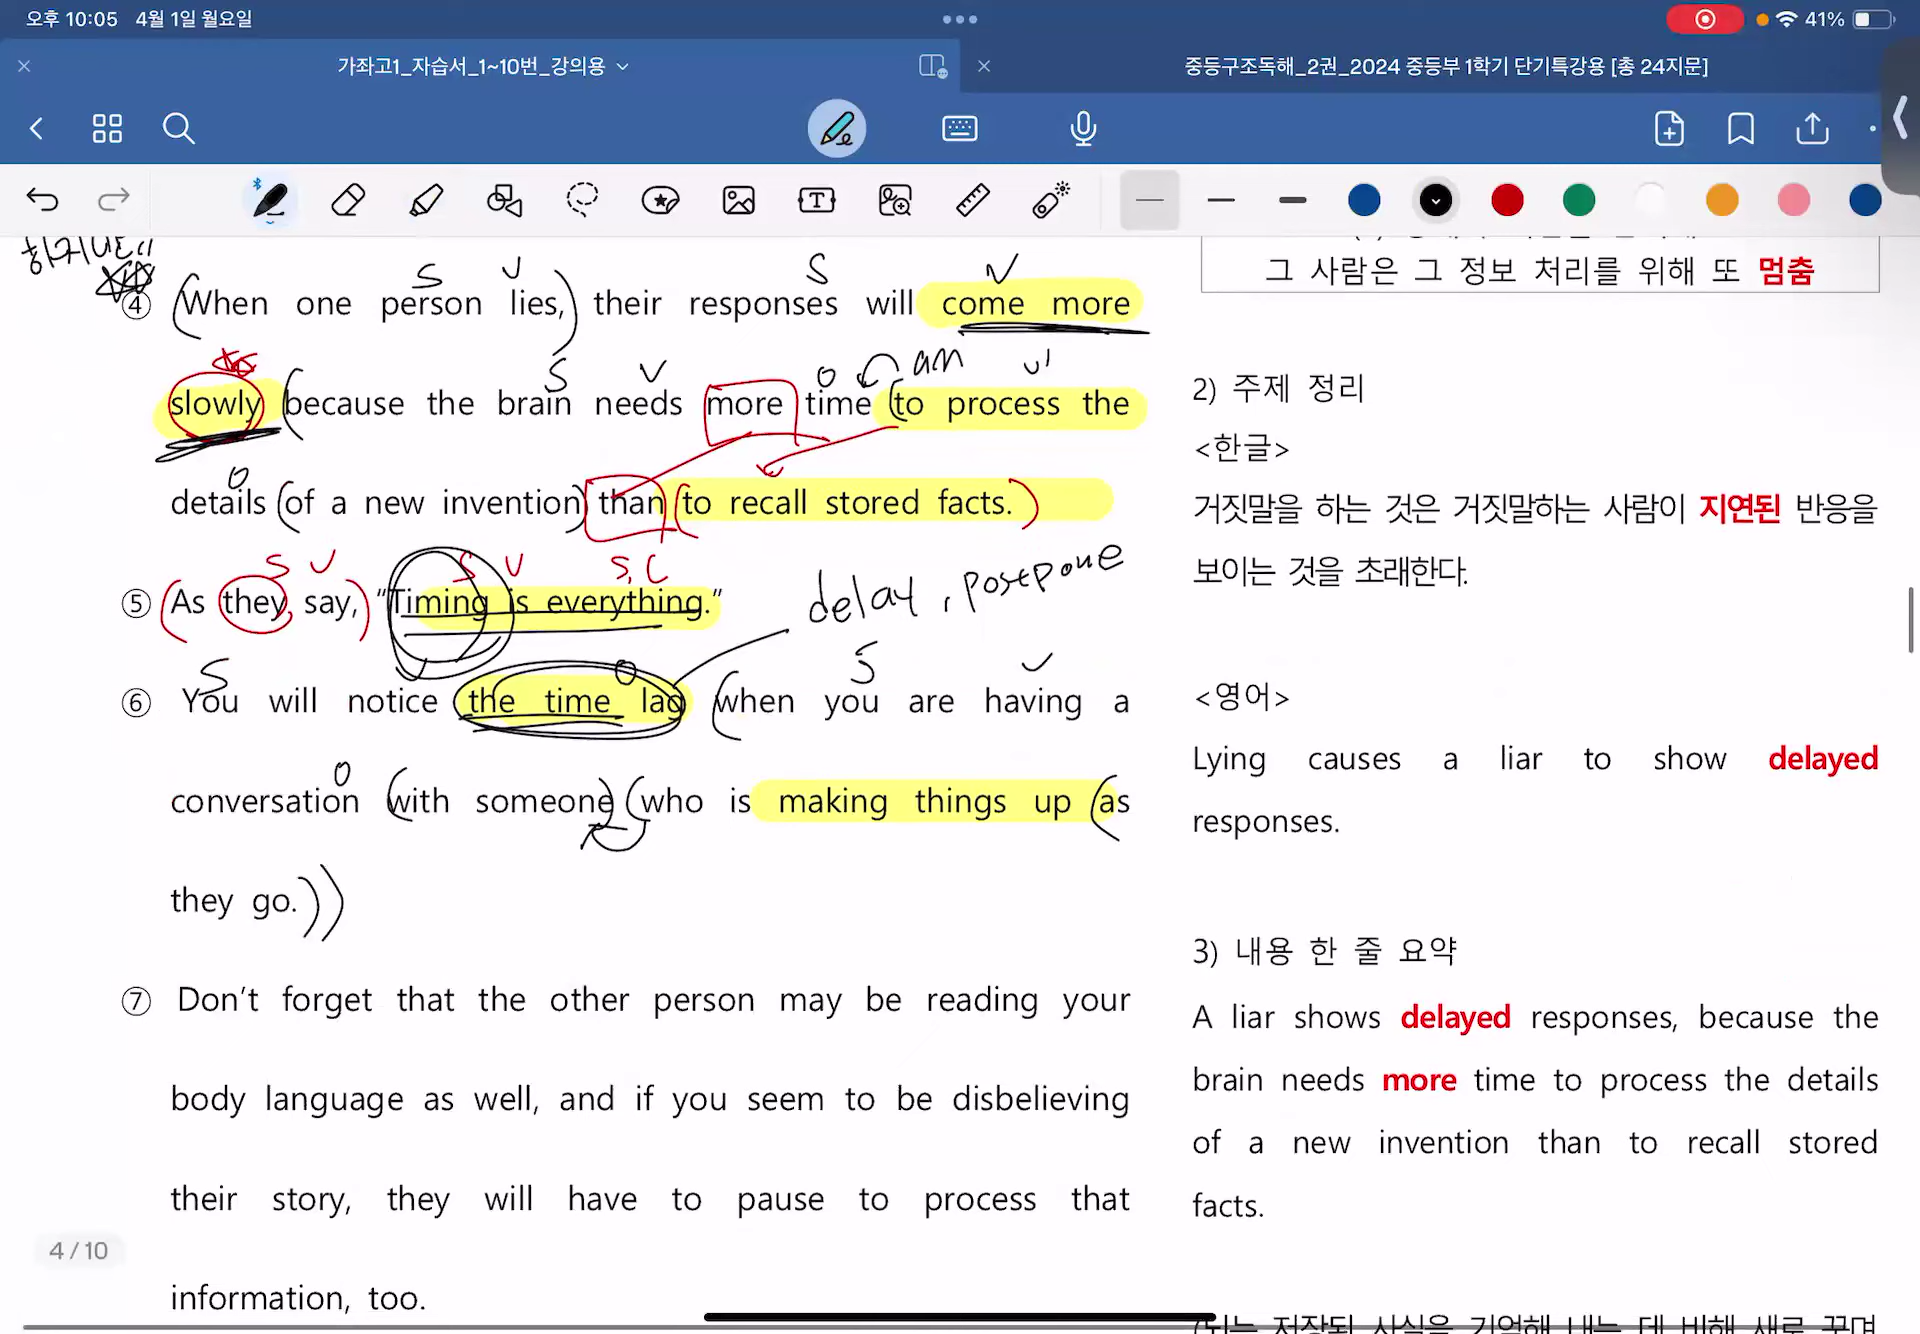 오후 10:05 4월 1일 월요일
41%
가좌고1_자습서_1~10번_강의용
중등구조독해_2권_2024 중등부 1학기 단기특강용 [총 24지문]
그 사람은 그 정보 처리를 위해 또 멈춤
S V S V
④ (When one person lies,) their responses will come more
S V O an V'
slowly (because the brain needs more time (to process the
O
details (of a new invention) than (to recall stored facts.)
S V S V S.C
⑤ (As they say,) “Timing is everything.”
delay, postpone
S O S V
⑥ You will notice the time lag (when you are having a
O
conversation (with someone) (who is making things up (as
they go.))
⑦ Don’t forget that the other person may be reading your
body language as well, and if you seem to be disbelieving
their story, they will have to pause to process that
information, too.
4 / 10
2) 주제 정리
<한글>
거짓말을 하는 것은 거짓말하는 사람이 지연된 반응을
보이는 것을 초래한다.
<영어>
Lying causes a liar to show delayed
responses.
3) 내용 한 줄 요약
A liar shows delayed responses, because the
brain needs more time to process the details
of a new invention than to recall stored
facts.